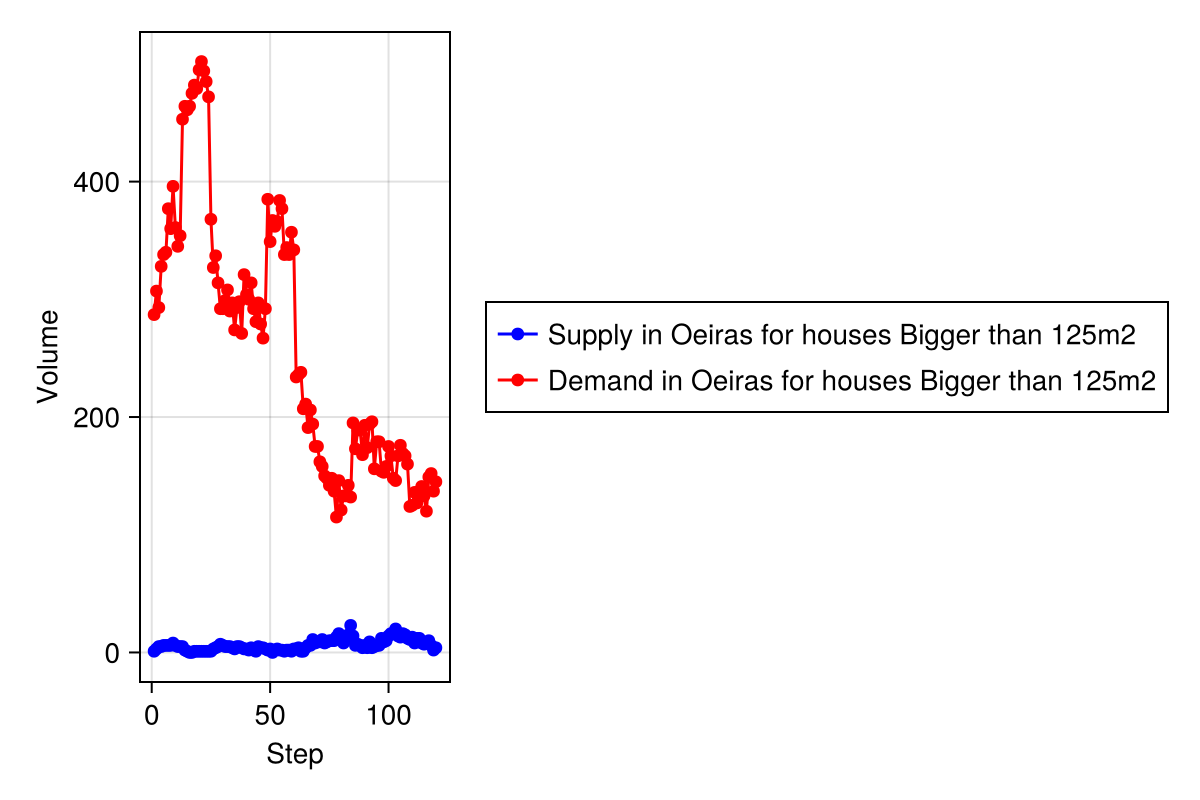 400
200
0
0 50 100
Volume
Step
Supply in Oeiras for houses Bigger than 125m2
Demand in Oeiras for houses Bigger than 125m2